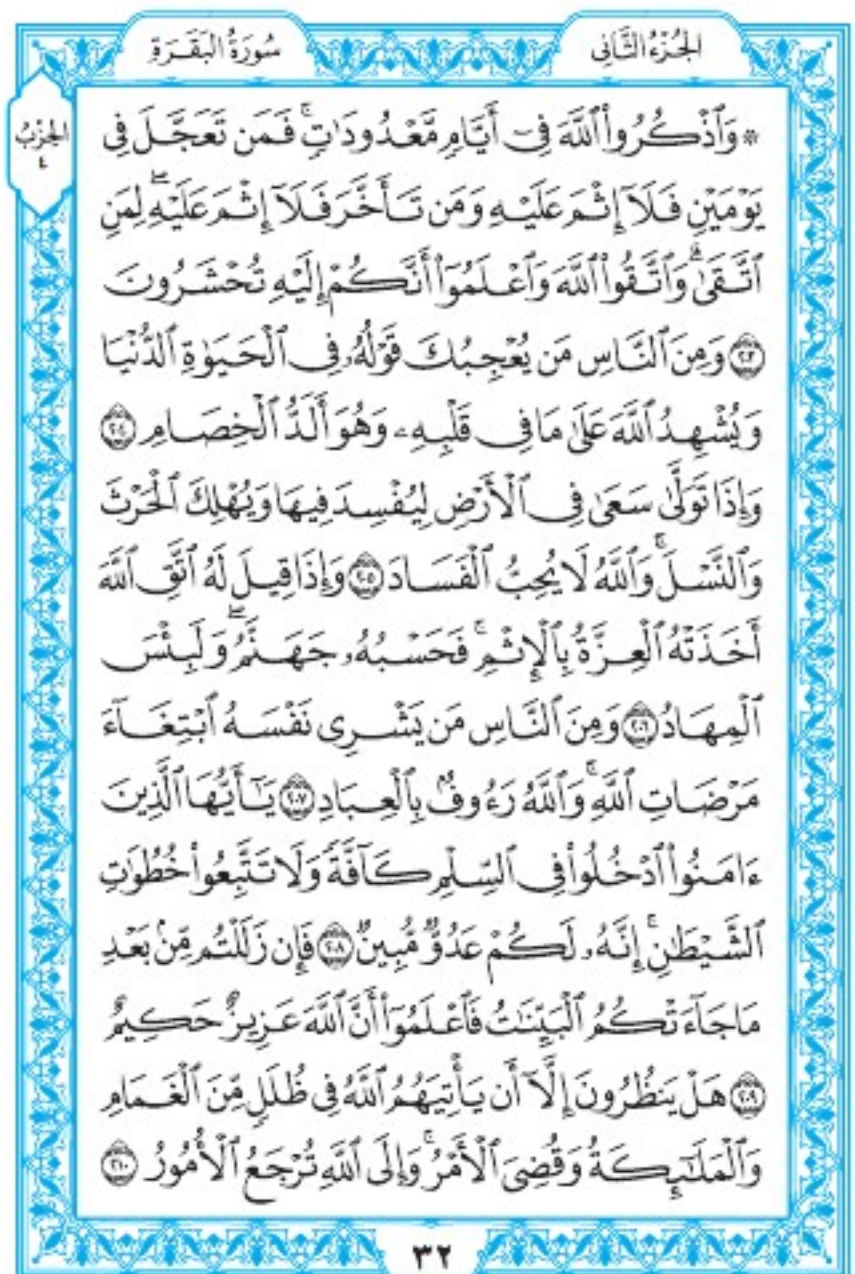 الجُزْءُ الثَّانِي
سُورَةُ البَقَرَةِ
الحِزْبُ
٤
۞ وَٱذْكُرُوا۟ ٱللَّهَ فِىٓ أَيَّامٍ مَّعْدُودَٰتٍۚ فَمَن تَعَجَّلَ فِى
يَوْمَيْنِ فَلَآ إِثْمَ عَلَيْهِ وَمَن تَأَخَّرَ فَلَآ إِثْمَ عَلَيْهِۖ لِمَنِ
ٱتَّقَىٰۗ وَٱتَّقُوا۟ ٱللَّهَ وَٱعْلَمُوٓا۟ أَنَّكُمْ إِلَيْهِ تُحْشَرُونَ
٢٠٣ وَمِنَ ٱلنَّاسِ مَن يُعْجِبُكَ قَوْلُهُۥ فِى ٱلْحَيَوٰةِ ٱلدُّنْيَا
وَيُشْهِدُ ٱللَّهَ عَلَىٰ مَا فِى قَلْبِهِۦ وَهُوَ أَلَدُّ ٱلْخِصَامِ ٢٠٤
وَإِذَا تَوَلَّىٰ سَعَىٰ فِى ٱلْأَرْضِ لِيُفْسِدَ فِيهَا وَيُهْلِكَ ٱلْحَرْثَ
وَٱلنَّسْلَۚ وَٱللَّهُ لَا يُحِبُّ ٱلْفَسَادَ ٢٠٥ وَإِذَا قِيلَ لَهُ ٱتَّقِ ٱللَّهَ
أَخَذَتْهُ ٱلْعِزَّةُ بِٱلْإِثْمِۚ فَحَسْبُهُۥ جَهَنَّمُۖ وَلَبِئْسَ
ٱلْمِهَادُ ٢٠٦ وَمِنَ ٱلنَّاسِ مَن يَشْرِى نَفْسَهُ ٱبْتِغَآءَ
مَرْضَاتِ ٱللَّهِۚ وَٱللَّهُ رَءُوفٌۢ بِٱلْعِبَادِ ٢٠٧ يَٰٓأَيُّهَا ٱلَّذِينَ
ءَامَنُوا۟ ٱدْخُلُوا۟ فِى ٱلسِّلْمِ كَآفَّةً وَلَا تَتَّبِعُوا۟ خُطُوَٰتِ
ٱلشَّيْطَٰنِۚ إِنَّهُۥ لَكُمْ عَدُوٌّ مُّبِينٌ ٢٠٨ فَإِن زَلَلْتُم مِّنۢ بَعْدِ
مَا جَآءَتْكُمُ ٱلْبَيِّنَٰتُ فَٱعْلَمُوٓا۟ أَنَّ ٱللَّهَ عَزِيزٌ حَكِيمٌ
٢٠٩ هَلْ يَنظُرُونَ إِلَّآ أَن يَأْتِيَهُمُ ٱللَّهُ فِى ظُلَلٍ مِّنَ ٱلْغَمَامِ
وَٱلْمَلَٰٓئِكَةُ وَقُضِىَ ٱلْأَمْرُۚ وَإِلَى ٱللَّهِ تُرْجَعُ ٱلْأُمُورُ ٢١٠
٣٢